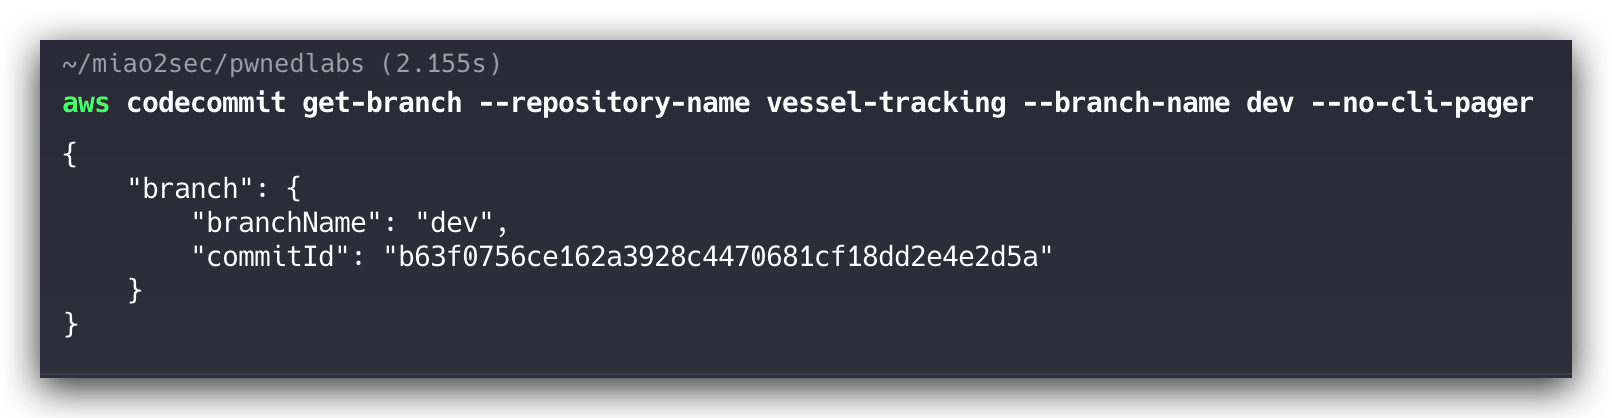 ~/miao2sec/pwnedlabs (2.155s)
aws codecommit get-branch --repository-name vessel-tracking --branch-name dev --no-cli-pager
{
    "branch": {
        "branchName": "dev",
        "commitId": "b63f0756ce162a3928c4470681cf18dd2e4e2d5a"
    }
}